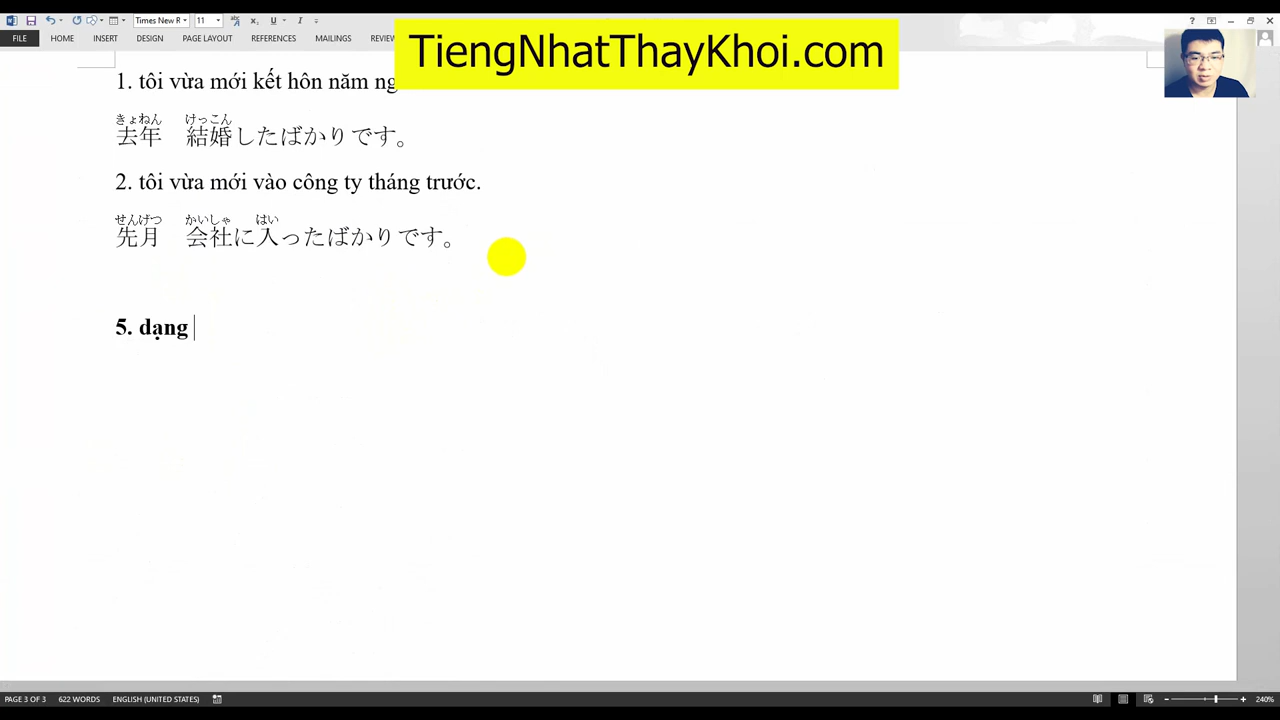 Times New R 11
? 
FILE HOME INSERT DESIGN PAGE LAYOUT REFERENCES MAILINGS REVIEW
TiengNhatThayKhoi.com
1. tôi vừa mới kết hôn năm ng
きょねん けっこん
去年 結婚したばかりです。
2. tôi vừa mới vào công ty tháng trước.
せんげつ かいしゃ はい
先月 会社に入ったばかりです。
5. dạng
PAGE 3 OF 3 622 WORDS ENGLISH (UNITED STATES) 240%